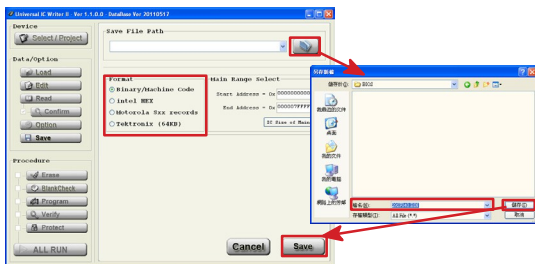 Universal IC Writer II - Ver 1.1.0.0 DataBase Ver 20110517
Device
Select / Project
Data/Option
Load
Edit
Read
Confirm
Option
Save
Procedure
Erase
BlankCheck
Program
Verify
Protect
ALL RUN
Save File Path
Format
Binary/Machine Code
intel HEX
Motorola Sxx records
Tektronix (64KB)
Main Range Select
Start Address = 0x
End Address = 0x
Cancel
Save
另存新檔
儲存於(I):
BIOS
我最近的文件
桌面
我的文件
我的電腦
網路上的芳鄰
檔名(N):
存檔類型(T):
All File (*.*)
儲存(S)
取消